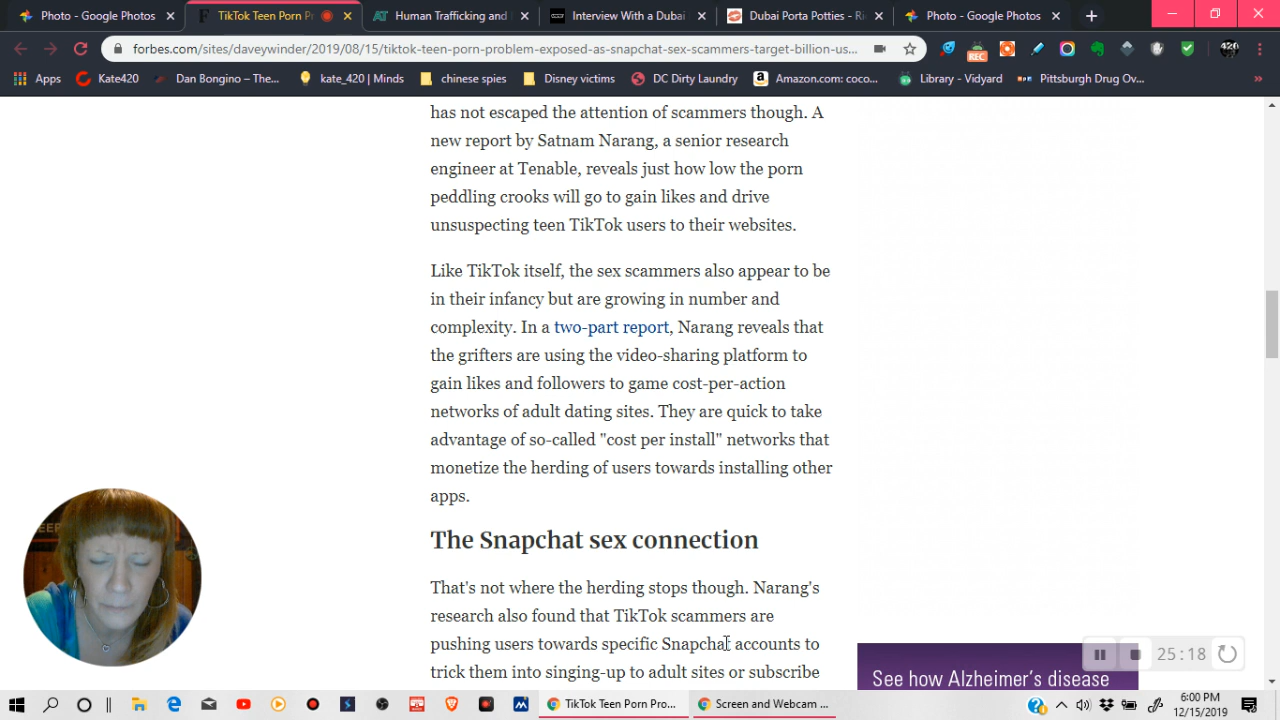 Photo - Google Photos
TikTok Teen Porn P
Human Trafficking and
Interview With a Dubai
Dubai Porta Potties - Ri
Photo - Google Photos
forbes.com/sites/daveywinder/2019/08/15/tiktok-teen-porn-problem-exposed-as-snapchat-sex-scammers-target-billion-us...
REC
420
Apps
Kate420
Dan Bongino – The...
kate_420 | Minds
chinese spies
Disney victims
DC Dirty Laundry
Amazon.com: coco...
Library - Vidyard
Pittsburgh Drug Ov...
»
has not escaped the attention of scammers though. A
new report by Satnam Narang, a senior research
engineer at Tenable, reveals just how low the porn
peddling crooks will go to gain likes and drive
unsuspecting teen TikTok users to their websites.
Like TikTok itself, the sex scammers also appear to be
in their infancy but are growing in number and
complexity. In a two-part report, Narang reveals that
the grifters are using the video-sharing platform to
gain likes and followers to game cost-per-action
networks of adult dating sites. They are quick to take
advantage of so-called "cost per install" networks that
monetize the herding of users towards installing other
apps.
The Snapchat sex connection
That's not where the herding stops though. Narang's
research also found that TikTok scammers are
pushing users towards specific Snapchat accounts to
trick them into singing-up to adult sites or subscribe
25:18
See how Alzheimer's disease
TikTok Teen Porn Pro...
Screen and Webcam ...
6:00 PM
12/15/2019